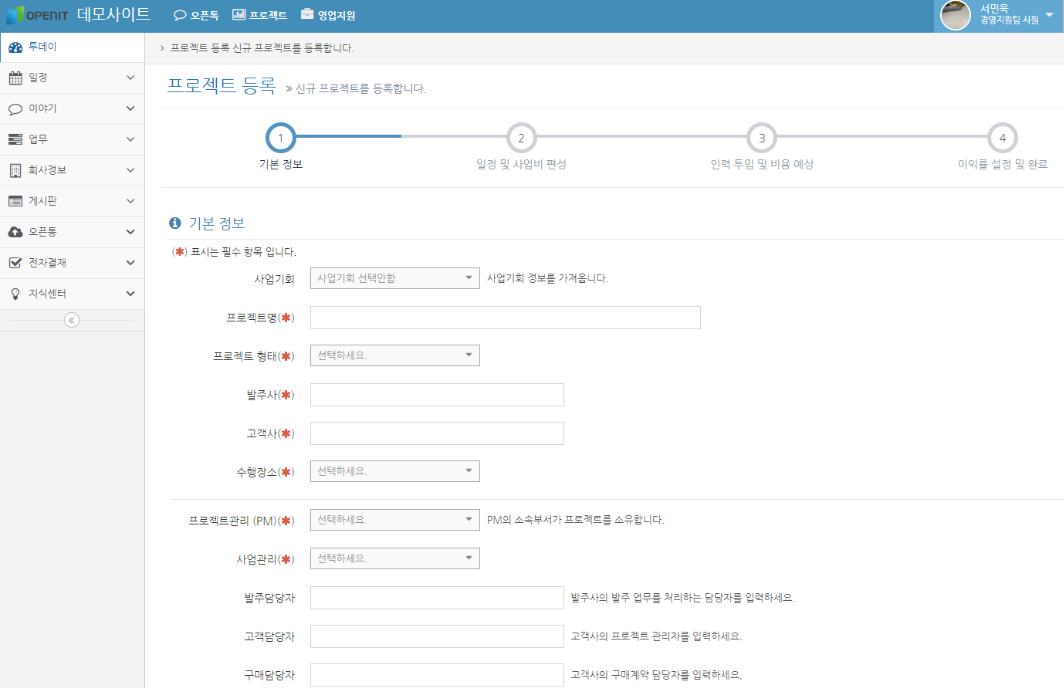 OPENIT 데모사이트 오픈톡 프로젝트 영업지원
서민욱
경영지원팀 사원
투데이
일정
이야기
업무
회사정보
게시판
오픈통
전자결재
지식센터
프로젝트 등록 신규 프로젝트를 등록합니다.
프로젝트 등록 » 신규 프로젝트를 등록합니다.
1 2 3 4
기본 정보 일정 및 사업비 편성 인력 투입 및 비용 예상 이익률 설정 및 완료
기본 정보
(✱) 표시는 필수 항목 입니다.
사업기회 사업기회 선택안함 사업기회 정보를 가져옵니다.
프로젝트명(✱)
프로젝트 형태(✱) 선택하세요.
발주사(✱)
고객사(✱)
수행장소(✱) 선택하세요.
프로젝트관리 (PM)(✱) 선택하세요. PM의 소속부서가 프로젝트를 소유합니다.
사업관리(✱) 선택하세요.
발주담당자 발주사의 발주 업무를 처리하는 담당자를 입력하세요.
고객담당자 고객사의 프로젝트 관리자를 입력하세요.
구매담당자 고객사의 구매계약 담당자를 입력하세요.